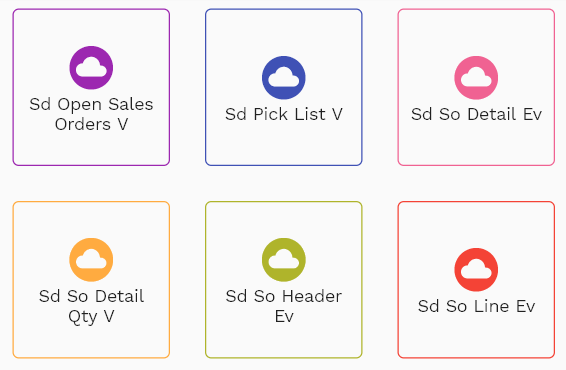 Sd Open Sales
Orders V
Sd Pick List V
Sd So Detail Ev
Sd So Detail
Qty V
Sd So Header
Ev
Sd So Line Ev